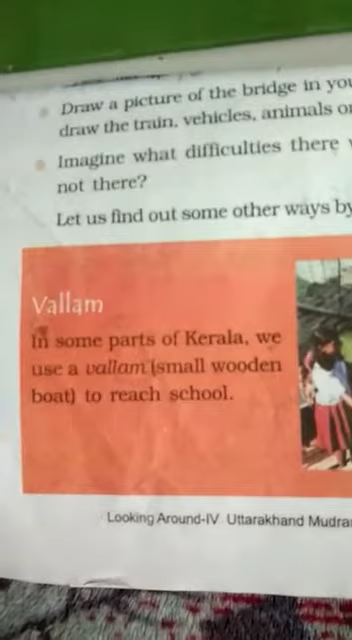 Draw a picture of the bridge in
draw the train, vehicles, animals
Imagine what difficulties there
not there?
Let us find out some other ways by
Vallam
In some parts of Kerala, we
use a vallam (small wooden
boat) to reach school.
Looking Around-IV Uttarakhand